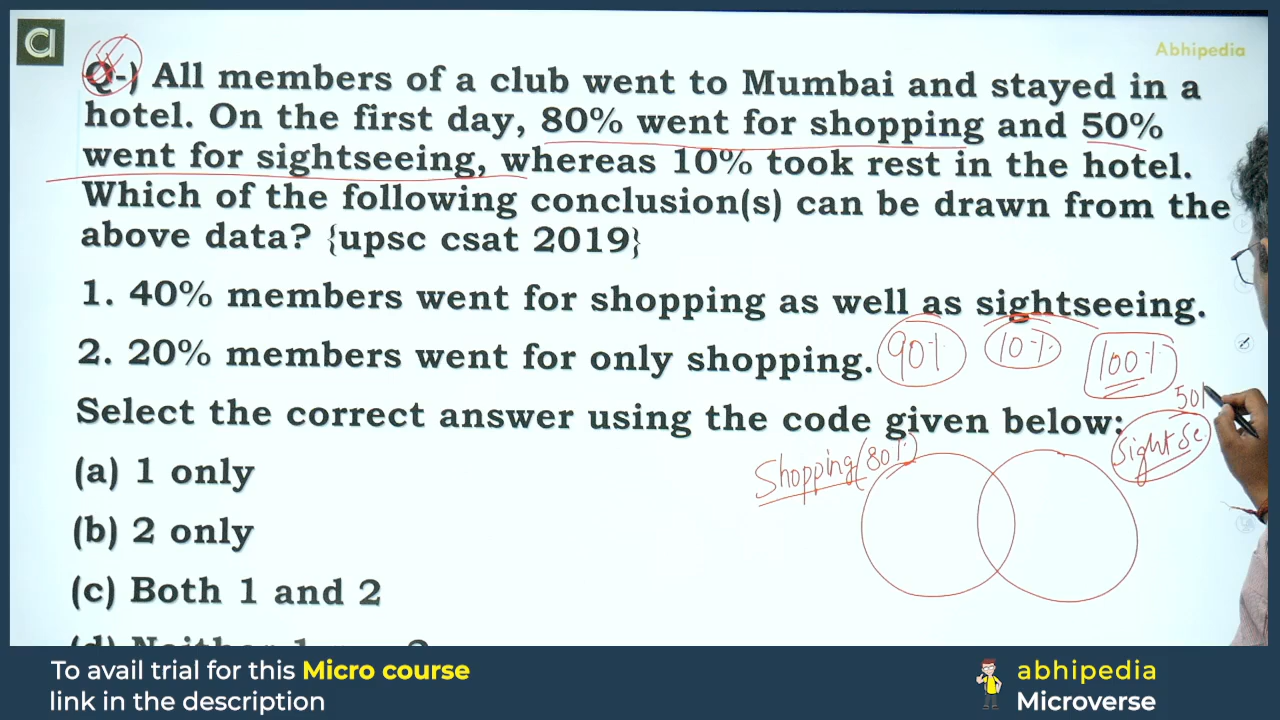 Abhipedia
Q-) All members of a club went to Mumbai and stayed in a
hotel. On the first day, 80% went for shopping and 50%
went for sightseeing, whereas 10% took rest in the hotel.
Which of the following conclusion(s) can be drawn from the
above data? {upsc csat 2019}
1. 40% members went for shopping as well as sightseeing.
2. 20% members went for only shopping.
90% 10% 100%
Select the correct answer using the code given below:
50
Shopping (80%) Sight Se
(a) 1 only
(b) 2 only
(c) Both 1 and 2
To avail trial for this Micro course
link in the description
abhipedia
Microverse